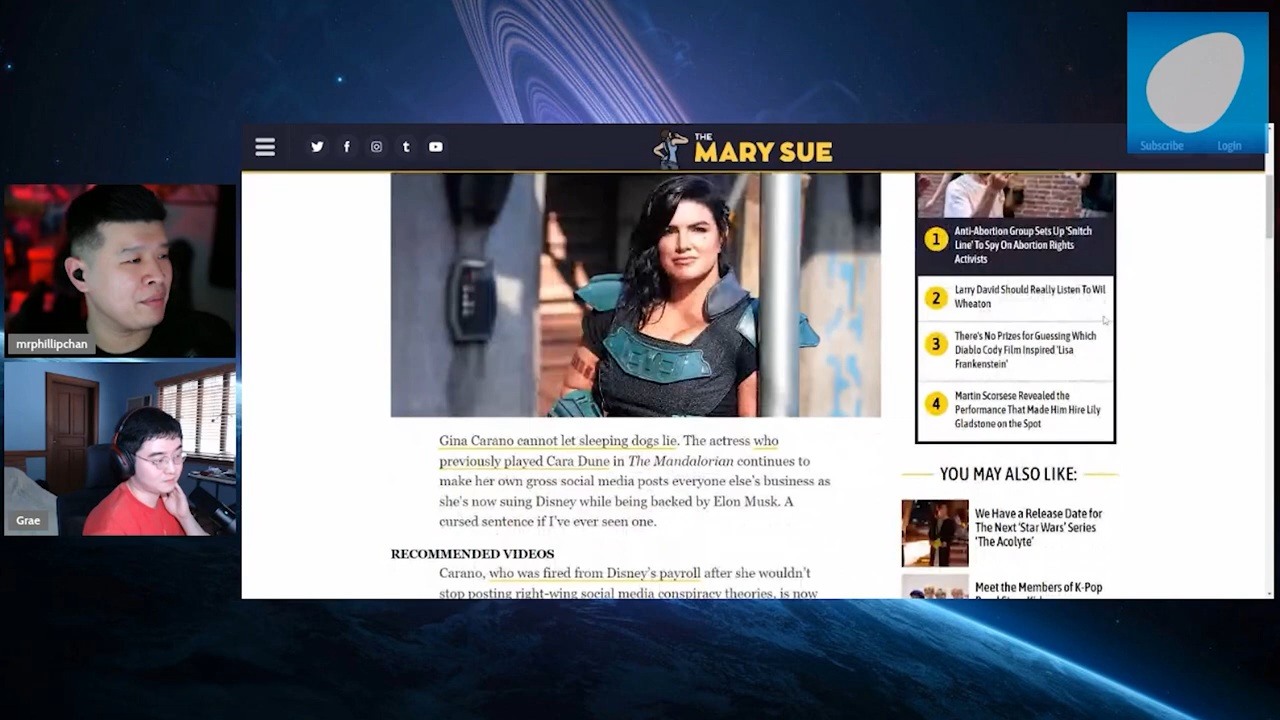 Subscribe
Login
t
THE
MARY SUE
1
Anti-Abortion Group Sets Up 'Snitch
Line' To Spy On Abortion Rights
Activists
2
Larry David Should Really Listen To Wil
Wheaton
3
There's No Prizes for Guessing Which
Diablo Cody Film Inspired 'Lisa
Frankenstein'
4
Martin Scorsese Revealed the
Performance That Made Him Hire Lily
Gladstone on the Spot
mrphillipchan
Grae
Gina Carano cannot let sleeping dogs lie. The actress who
previously played Cara Dune in The Mandalorian continues to
make her own gross social media posts everyone else's business as
she's now suing Disney while being backed by Elon Musk. A
cursed sentence if I've ever seen one.
RECOMMENDED VIDEOS
Carano, who was fired from Disney's payroll after she wouldn't
stop posting right-wing social media conspiracy theories, is now
YOU MAY ALSO LIKE:
We Have a Release Date for
The Next 'Star Wars' Series
'The Acolyte'
Meet the Members of K-Pop